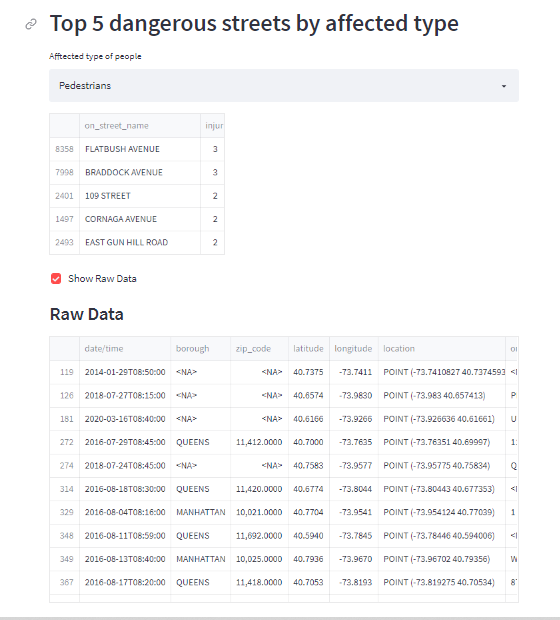 Top 5 dangerous streets by affected type
Afftected type of people
Pedestrians
on_street_name injur
8358 FLATBUSH AVENUE 3
7998 BRADDOCK AVENUE 3
2401 109 STREET 2
1497 CORNAGA AVENUE 2
2493 EAST GUN HILL ROAD 2
Show Raw Data
Raw Data
date/time borough zip_code latitude longitude location
119 2014-01-29T08:50:00 <NA> <NA> 40.7375 -73.7411 POINT (-73.7410827 40.7374593
126 2018-07-27T08:15:00 <NA> <NA> 40.6574 -73.9830 POINT (-73.983 40.657413) P
181 2020-03-16T08:40:00 <NA> <NA> 40.6166 -73.9266 POINT (-73.926636 40.61661) U
272 2016-07-29T08:45:00 QUEENS 11,412.0000 40.7000 -73.7635 POINT (-73.76351 40.69997) 1
274 2018-07-24T08:45:00 <NA> <NA> 40.7583 -73.9577 POINT (-73.95775 40.75834) Q
314 2016-08-18T08:30:00 QUEENS 11,420.0000 40.6774 -73.8044 POINT (-73.80443 40.677353) <
329 2016-08-04T08:16:00 MANHATTAN 10,021.0000 40.7704 -73.9541 POINT (-73.954124 40.77039) 1
348 2016-08-11T08:59:00 QUEENS 11,692.0000 40.5940 -73.7845 POINT (-73.78446 40.594006) <
349 2016-08-13T08:40:00 MANHATTAN 10,025.0000 40.7936 -73.9670 POINT (-73.96702 40.79356) W
367 2016-08-17T08:20:00 QUEENS 11,418.0000 40.7053 -73.8193 POINT (-73.819275 40.70534) 8